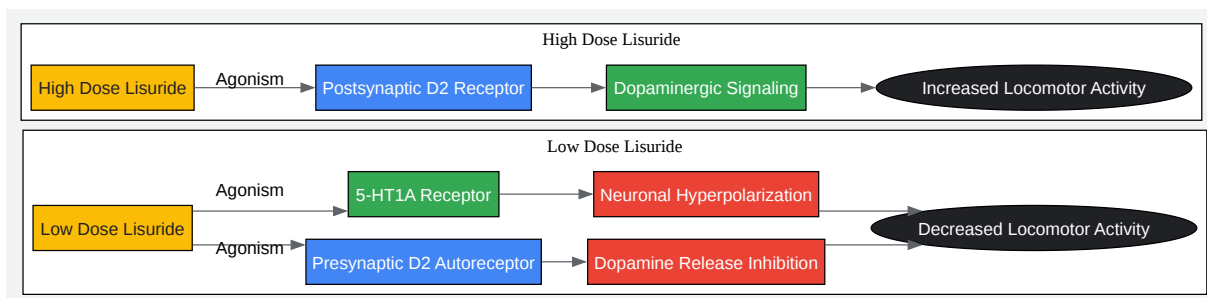 High Dose Lisuride
High Dose Lisuride
Agonism
Postsynaptic D2 Receptor
Dopaminergic Signaling
Increased Locomotor Activity
Low Dose Lisuride
Low Dose Lisuride
Agonism
5-HT1A Receptor
Neuronal Hyperpolarization
Agonism
Presynaptic D2 Autoreceptor
Dopamine Release Inhibition
Decreased Locomotor Activity